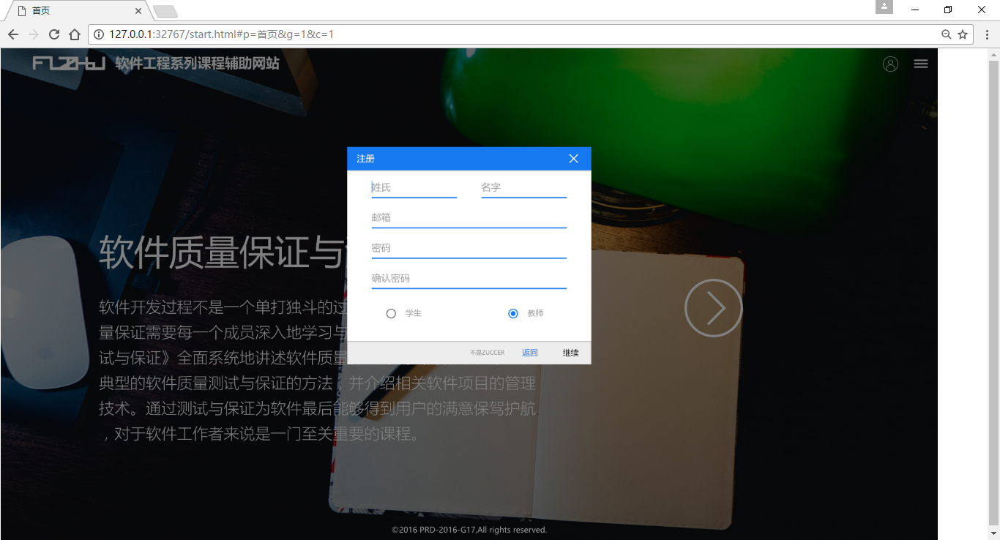 首页
127.0.0.1:32767/start.html#p=首页&g=1&c=1
软件工程系列课程辅助网站
注册
姓氏 名字
邮箱
密码
确认密码
学生 教师
不是ZUCCER 返回 继续
软件质量保证与
软件开发过程不是一个单打独斗的过
量保证需要每一个成员深入地学习与
试与保证》全面系统地讲述软件质量
典型的软件质量测试与保证的方法，并介绍相关软件项目的管理
技术。通过测试与保证为软件最后能够得到用户的满意保驾护航
，对于软件工作者来说是一门至关重要的课程。
©2016 PRD-2016-G17,All rights reserved.